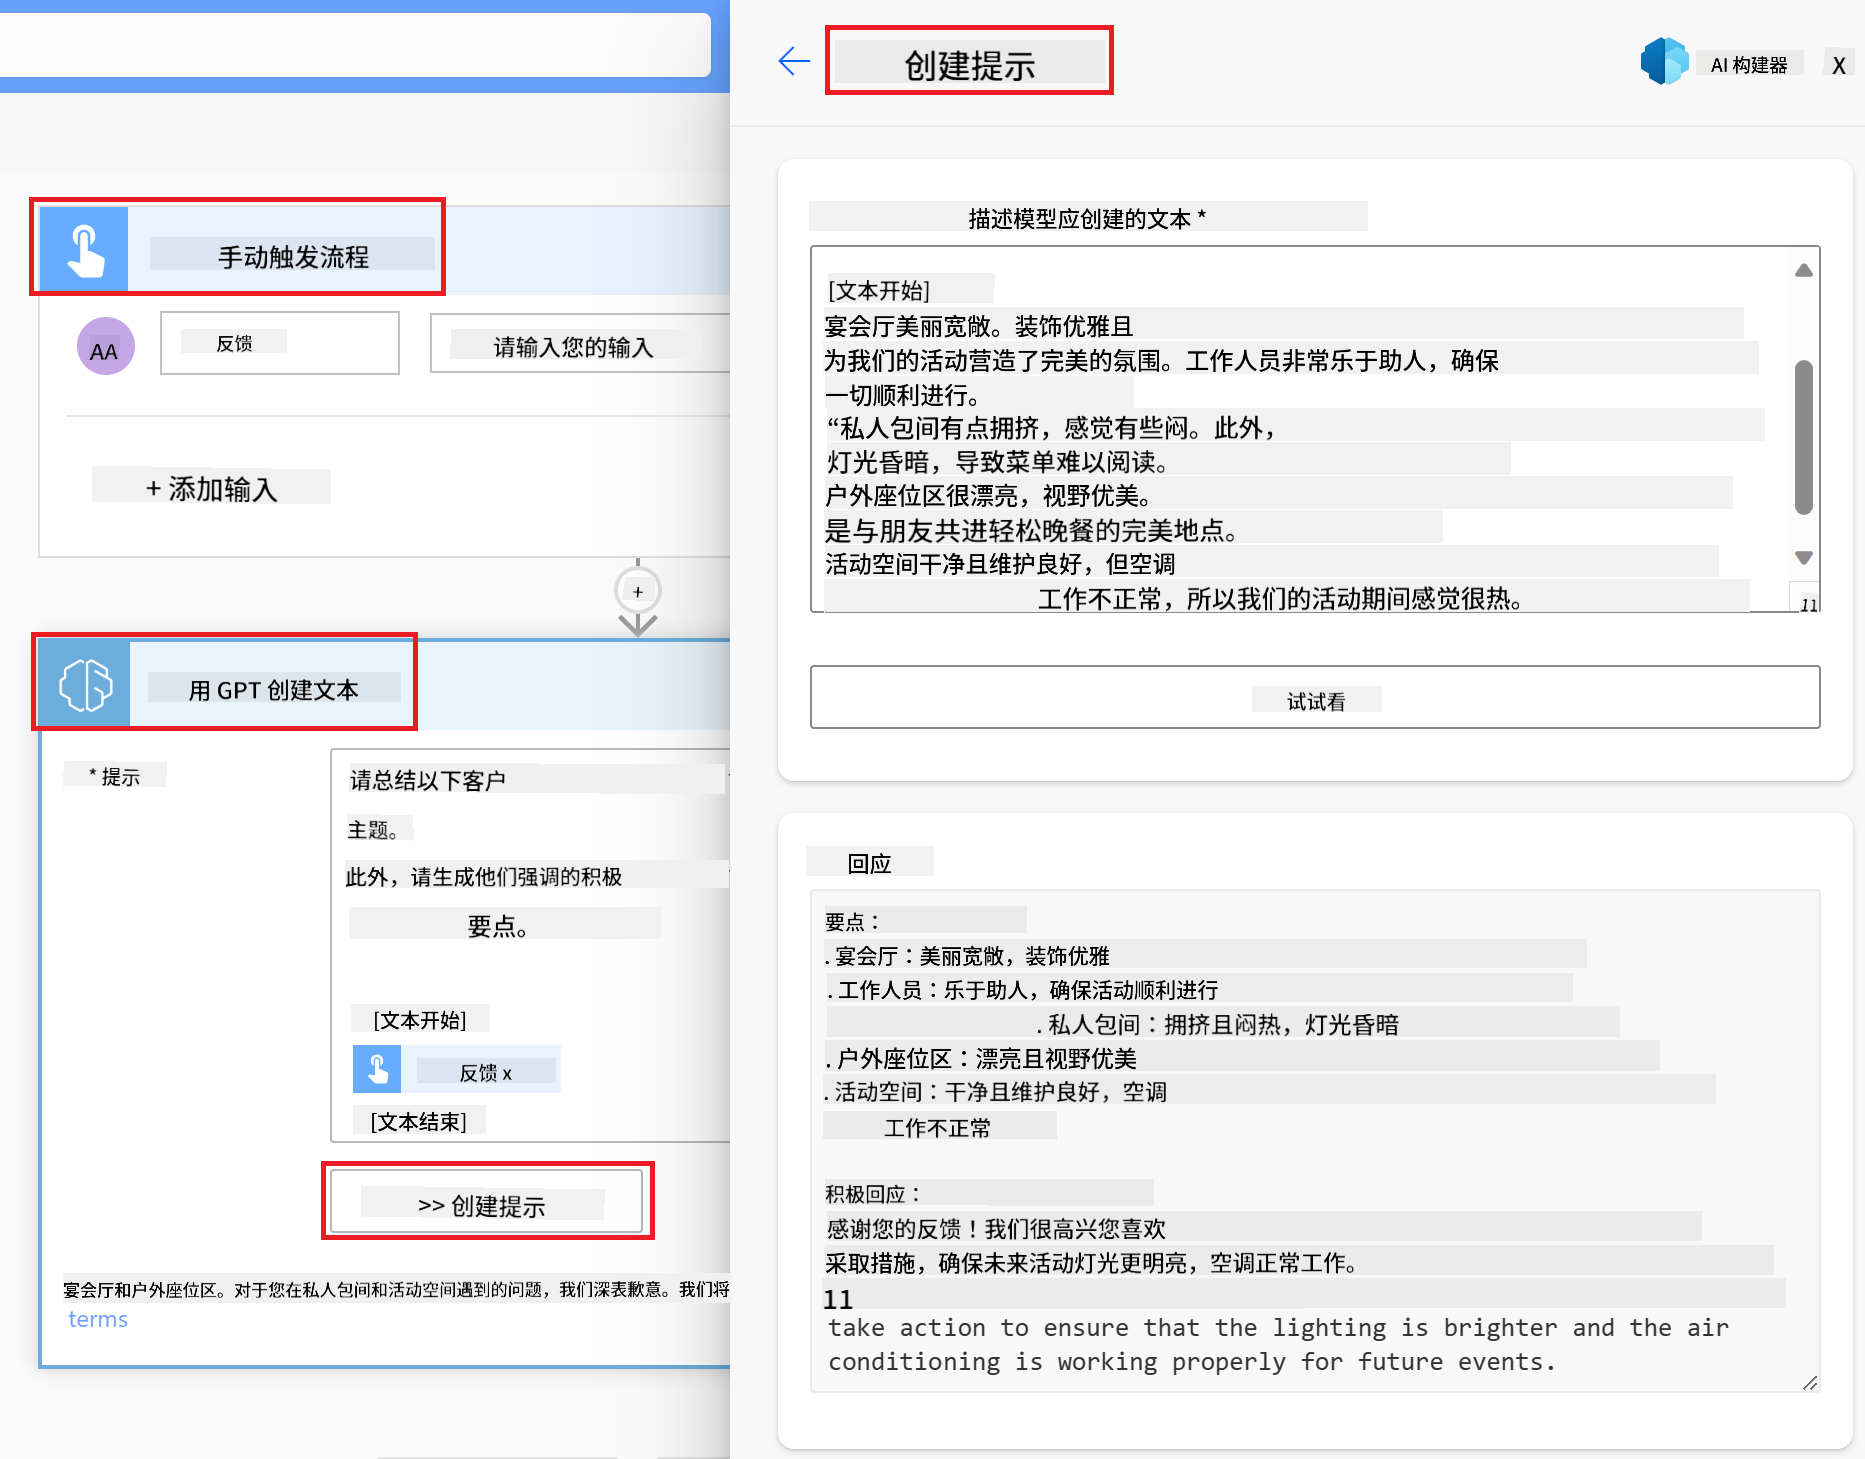 手动触发流程
AA
反馈
请输入您的输入
+ 添加输入
+
用 GPT 创建文本
* 提示
请总结以下客户
主题。
此外，请生成他们强调的积极
要点。
[文本开始]
反馈 x
[文本结束]
>> 创建提示
宴会厅和户外座位区。对于您在私人包间和活动空间遇到的问题，我们深表歉意。我们将
terms
创建提示
AI 构建器
X
描述模型应创建的文本 *
[文本开始]
宴会厅美丽宽敞。装饰优雅且
为我们的活动营造了完美的氛围。工作人员非常乐于助人，确保
一切顺利进行。
“私人包间有点拥挤，感觉有些闷。此外，
灯光昏暗，导致菜单难以阅读。
户外座位区很漂亮，视野优美。
是与朋友共进轻松晚餐的完美地点。
活动空间干净且维护良好，但空调
工作不正常，所以我们的活动期间感觉很热。
11
试试看
回应
要点：
. 宴会厅：美丽宽敞，装饰优雅
. 工作人员：乐于助人，确保活动顺利进行
. 私人包间：拥挤且闷热，灯光昏暗
. 户外座位区：漂亮且视野优美
. 活动空间：干净且维护良好，空调
工作不正常
积极回应：
感谢您的反馈！我们很高兴您喜欢
采取措施，确保未来活动灯光更明亮，空调正常工作。
11
take action to ensure that the lighting is brighter and the air
conditioning is working properly for future events.